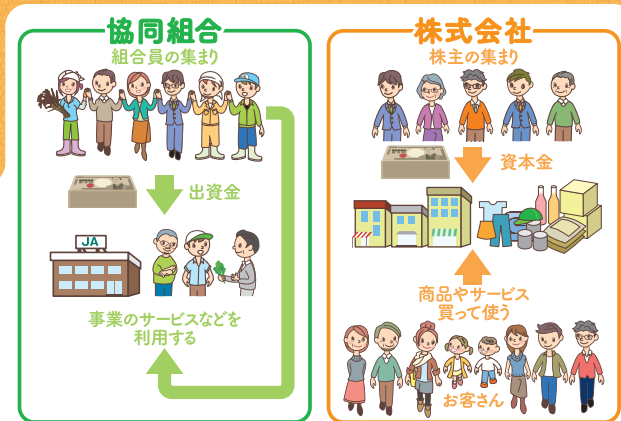 協同組合
組合員の集まり
出資金
JA
事業のサービスなどを
利用する
株式会社
株主の集まり
資本金
商品やサービス
買って使う
お客さん